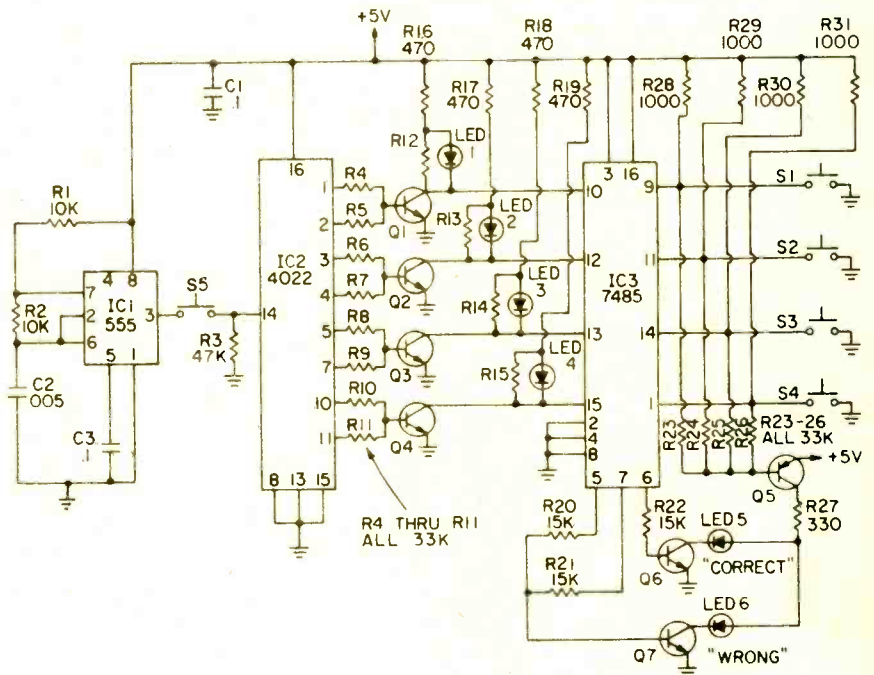 +5V
R16
470
R18
470
R29
1000
R31
1000
C1
.1
R17
470
R19
470
R28
1000
R30
1000
R12
LED
1
R1
10K
16
3
16
1
R4
10
9
S1
2
R5
Q1
R13
LED
2
4
8
IC2
4022
3
R6
12
11
S2
7
IC1
555
3
S5
14
4
R7
Q2
IC3
7485
R2
10K
2
6
R3
47K
5
R8
R14
LED
3
13
14
S3
5
1
7
R9
Q3
C2
005
10
R10
R15
LED
4
15
1
S4
C3
.1
11
R11
Q4
2
4
8
R23
R24
R25
R26
R23-26
ALL 33K
8
13
15
5
7
6
Q5
+5V
R4 THRU R11
ALL 33K
R20
15K
R22
15K
R27
330
R21
15K
LED5
Q6
"CORRECT"
LED6
Q7
"WRONG"